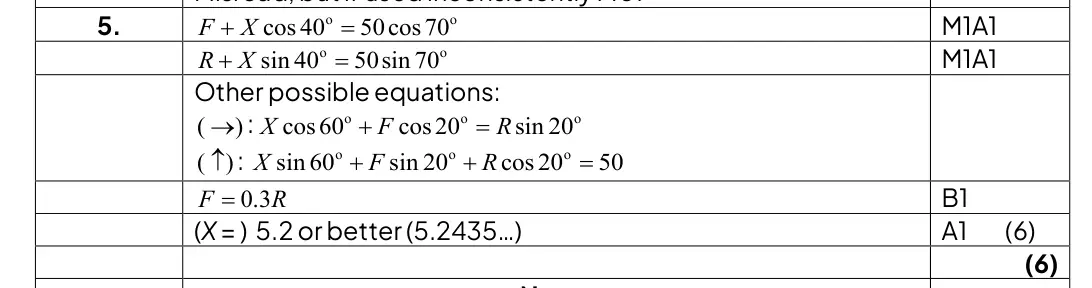 5. F + X cos 40° = 50 cos 70° M1A1
R + X sin 40° = 50 sin 70° M1A1
Other possible equations:
(→): X cos 60° + F cos 20° = R sin 20°
(↑): X sin 60° + F sin 20° + R cos 20° = 50
F = 0.3R B1
(X = ) 5.2 or better (5.2435…) A1 (6)
(6)